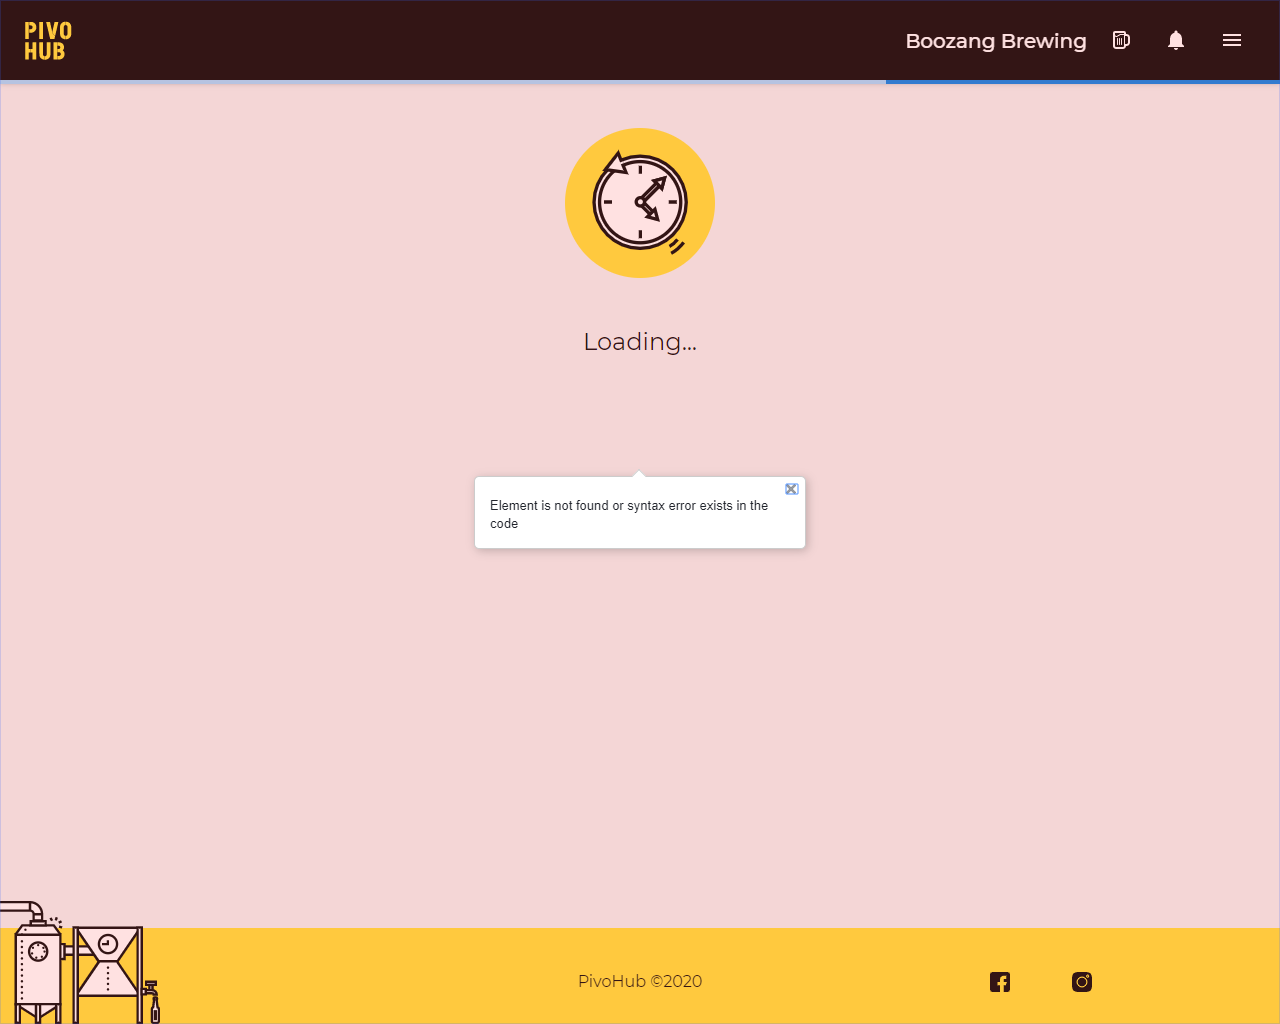 PIVO
HUB
Boozang Brewing
Loading...
Element is not found or syntax error exists in the
code
PivoHub ©2020